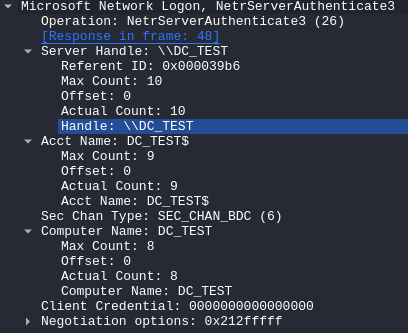 Microsoft Network Logon, NetrServerAuthenticate3
Operation: NetrServerAuthenticate3 (26)
[Response in frame: 48]
Server Handle: \\DC_TEST
Referent ID: 0x000039b6
Max Count: 10
Offset: 0
Actual Count: 10
Handle: \\DC_TEST
Acct Name: DC_TEST$
Max Count: 9
Offset: 0
Actual Count: 9
Acct Name: DC_TEST$
Sec Chan Type: SEC_CHAN_BDC (6)
Computer Name: DC_TEST
Max Count: 8
Offset: 0
Actual Count: 8
Computer Name: DC_TEST
Client Credential: 0000000000000000
Negotiation options: 0x212fffff